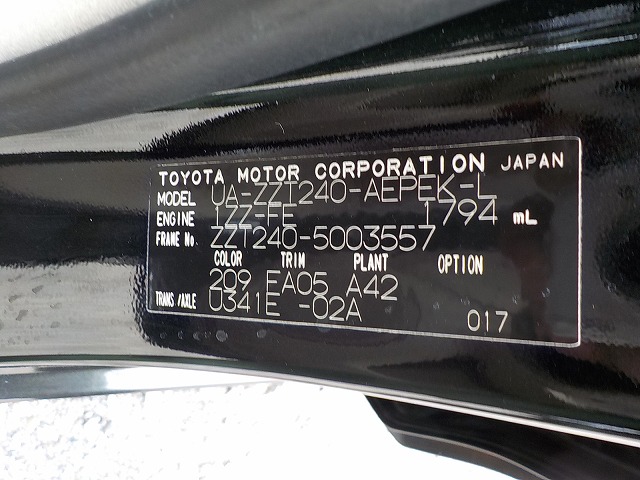 TOYOTA MOTOR CORPORATION JAPAN
MODEL UA-ZZT240-AEPEK-L
ENGINE 1ZZ-FE 1794 mL
FRAME No. ZZT240-5003557
COLOR TRIM PLANT OPTION
209 FA05 A42
TRANS./AXLE U341E -02A
017